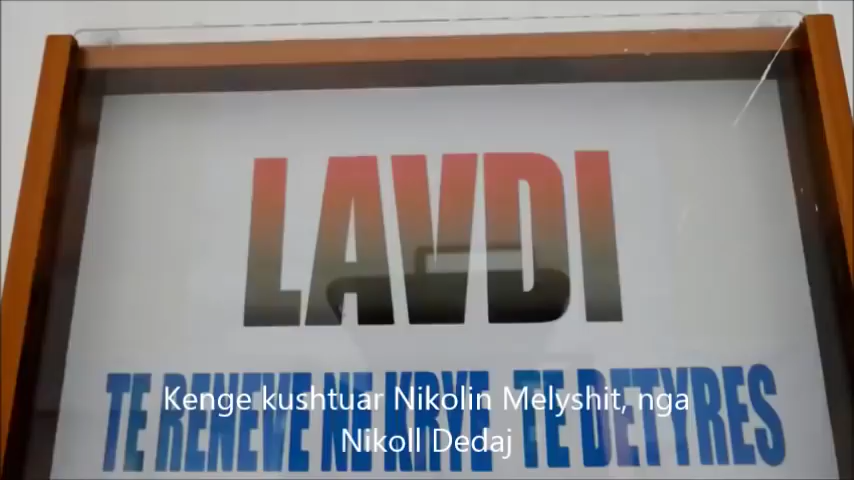 LAVDI
TE RENEVE NE KRYE TE DETYRES
Kenge kushtuar Nikolin Melyshit, nga
Nikoll Dedaj